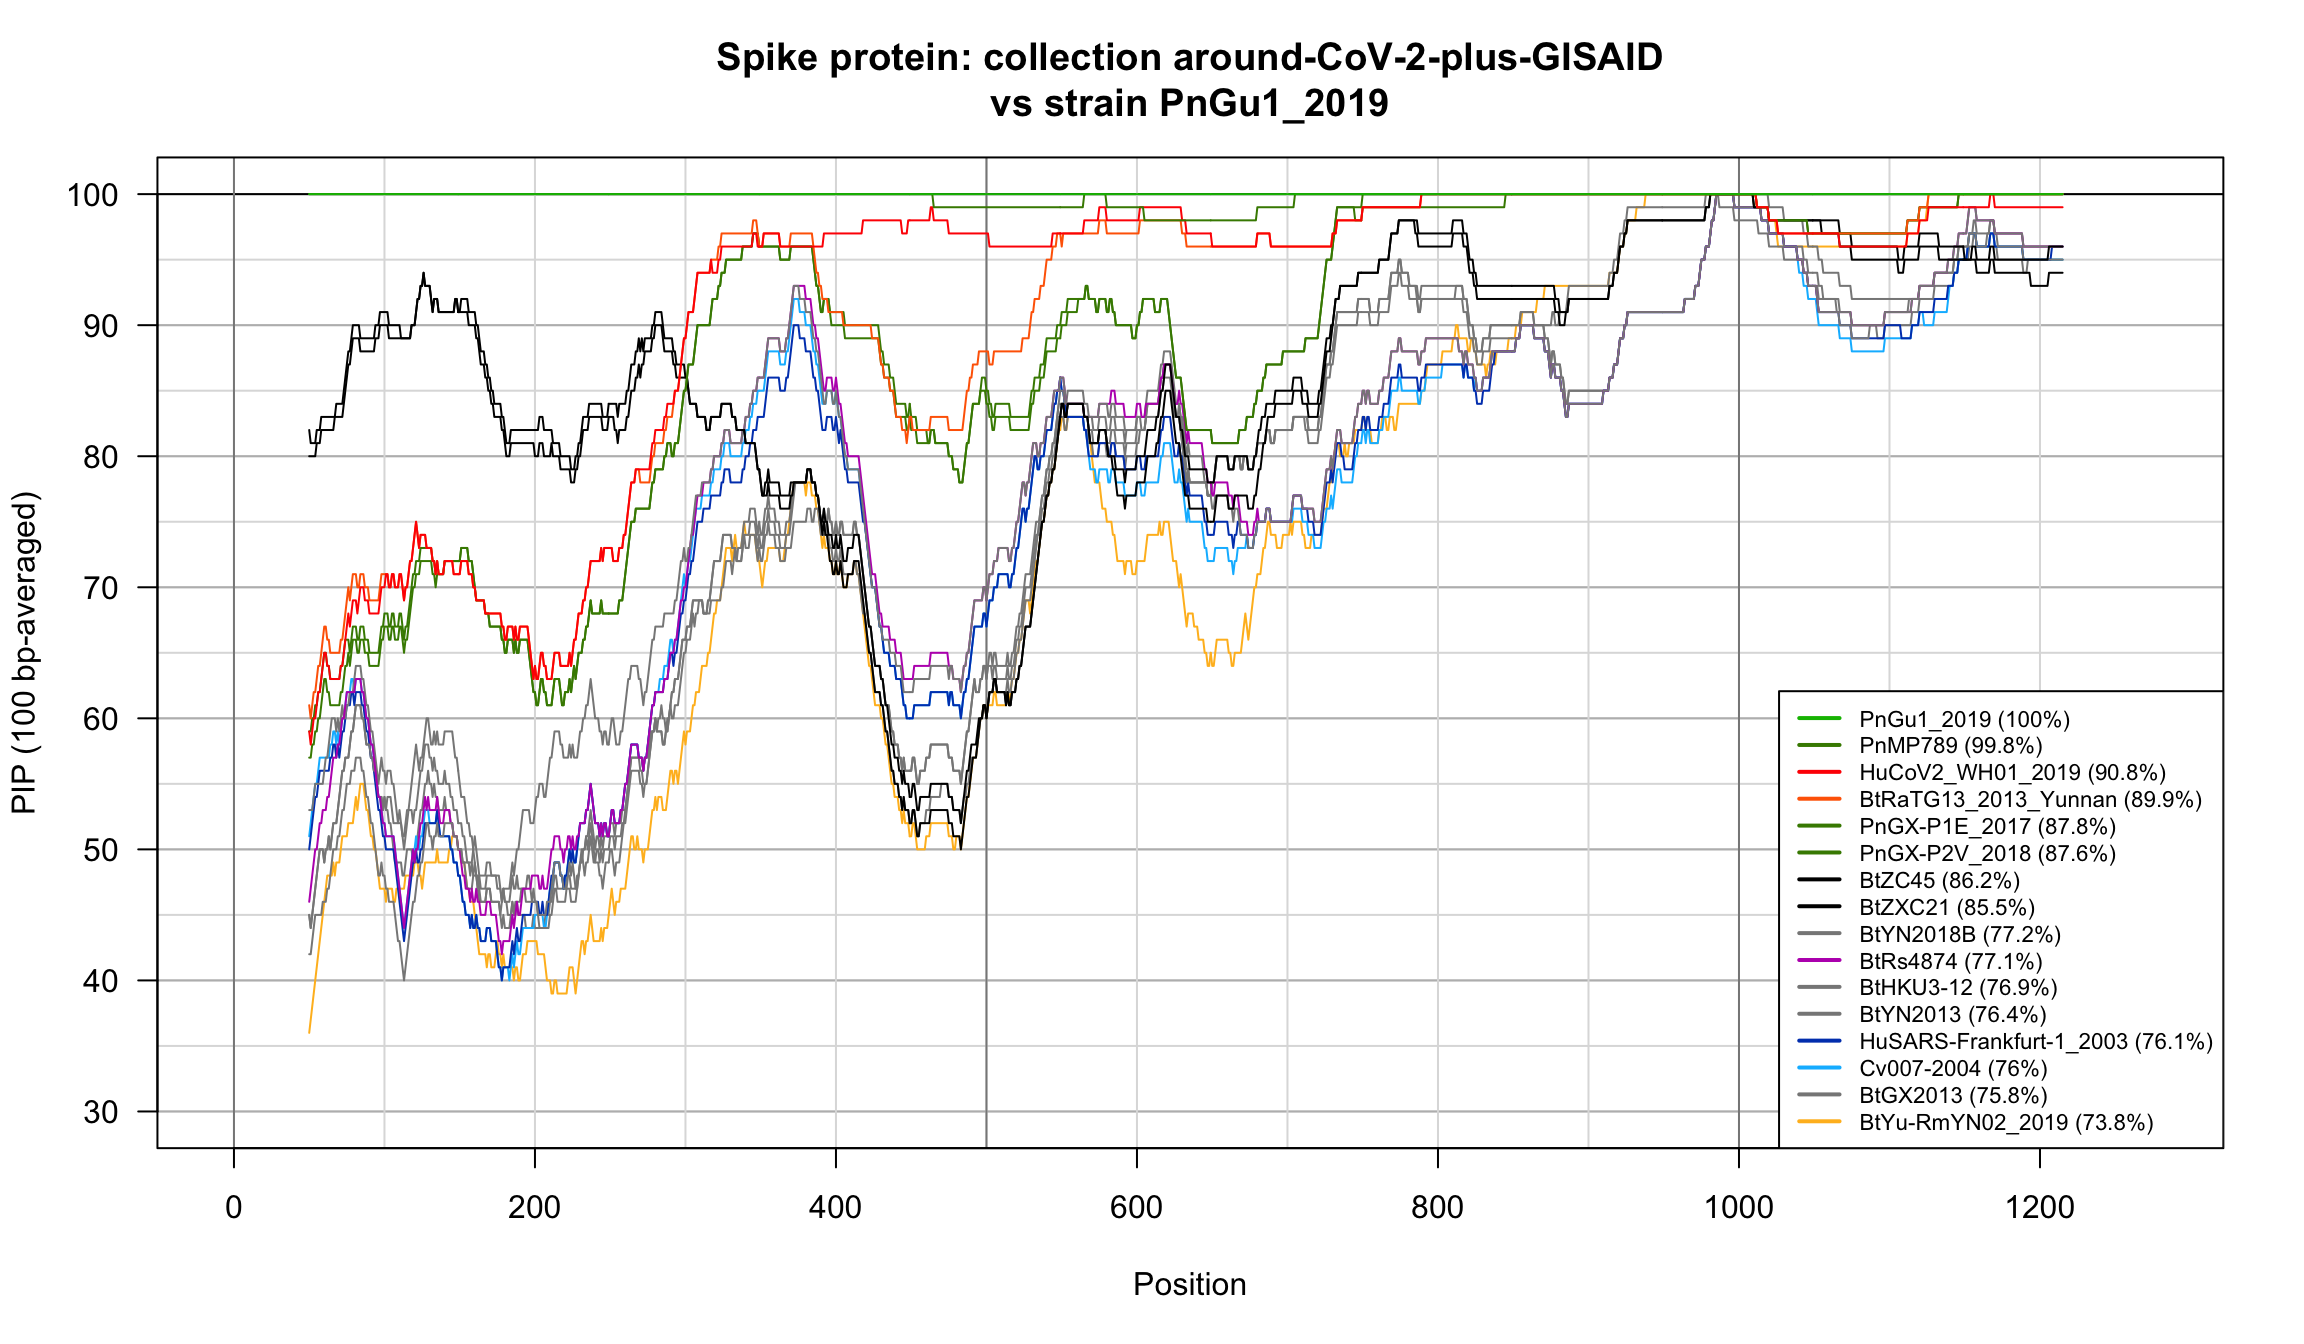 Spike protein: collection around-CoV-2-plus-GISAID
vs strain PnGu1_2019
PIP (100 bp-averaged)
100
90
80
70
60
50
40
30
0
200
400
600
800
1000
1200
Position
PnGu1_2019 (100%)
PnMP789 (99.8%)
HuCoV2_WH01_2019 (90.8%)
BtRaTG13_2013_Yunnan (89.9%)
PnGX-P1E_2017 (87.8%)
PnGX-P2V_2018 (87.6%)
BtZC45 (86.2%)
BtZXC21 (85.5%)
BtYN2018B (77.2%)
BtRs4874 (77.1%)
BtHKU3-12 (76.9%)
BtYN2013 (76.4%)
HuSARS-Frankfurt-1_2003 (76.1%)
Cv007-2004 (76%)
BtGX2013 (75.8%)
BtYu-RmYN02_2019 (73.8%)